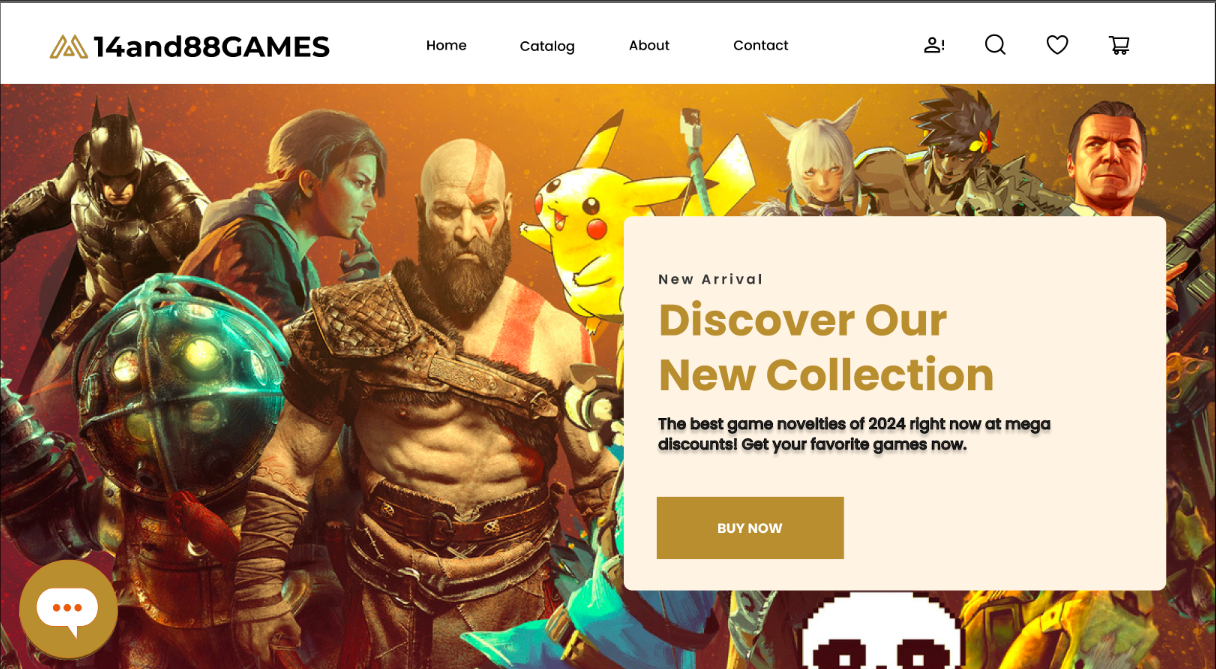 14and88GAMES
Home
Catalog
About
Contact
New Arrival
Discover Our
New Collection
The best game novelties of 2024 right now at mega
discounts! Get your favorite games now.
BUY NOW